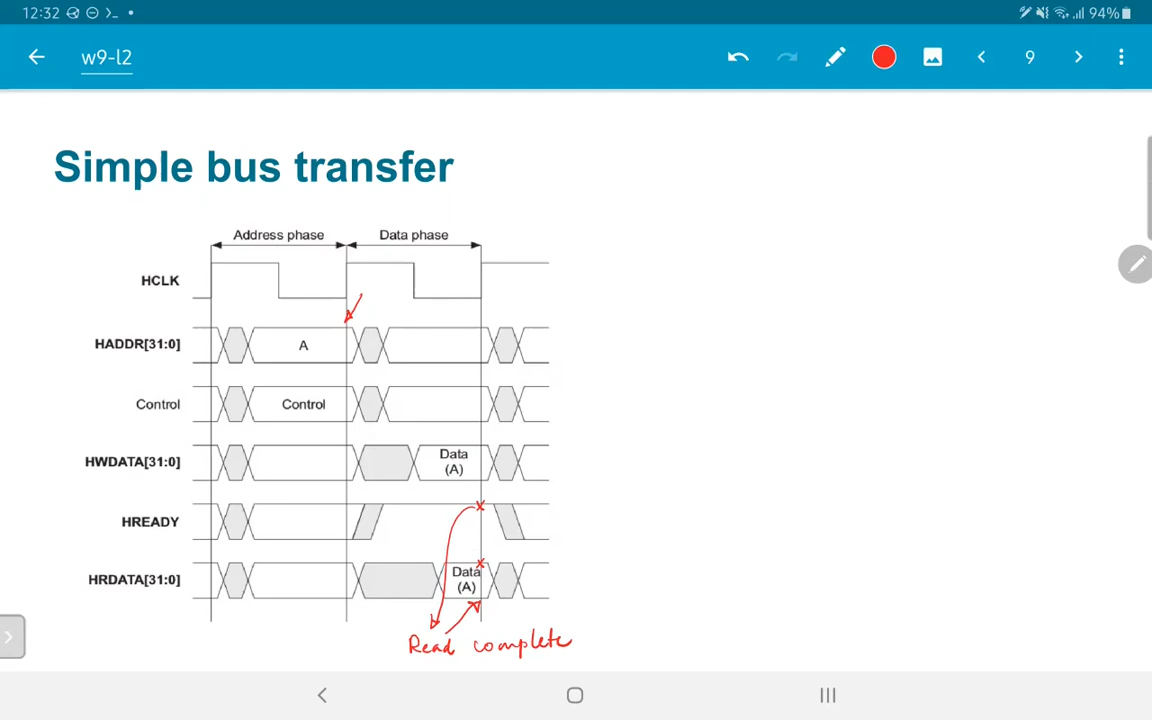 12:32 94%
w9-l2 9
Simple bus transfer
Address phase Data phase
HCLK
HADDR[31:0] A
Control Control
HWDATA[31:0] Data
(A)
HREADY
HRDATA[31:0] Data
(A)
Read complete